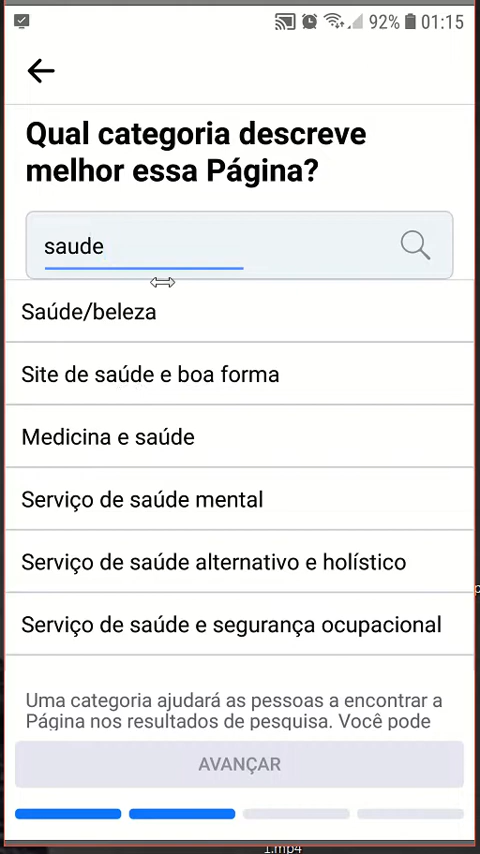 92% 01:15
Qual categoria descreve
melhor essa Página?
saude
Saúde/beleza
Site de saúde e boa forma
Medicina e saúde
Serviço de saúde mental
Serviço de saúde alternativo e holístico
Serviço de saúde e segurança ocupacional
Uma categoria ajudará as pessoas a encontrar a
Página nos resultados de pesquisa. Você pode
AVANÇAR
1.mp4